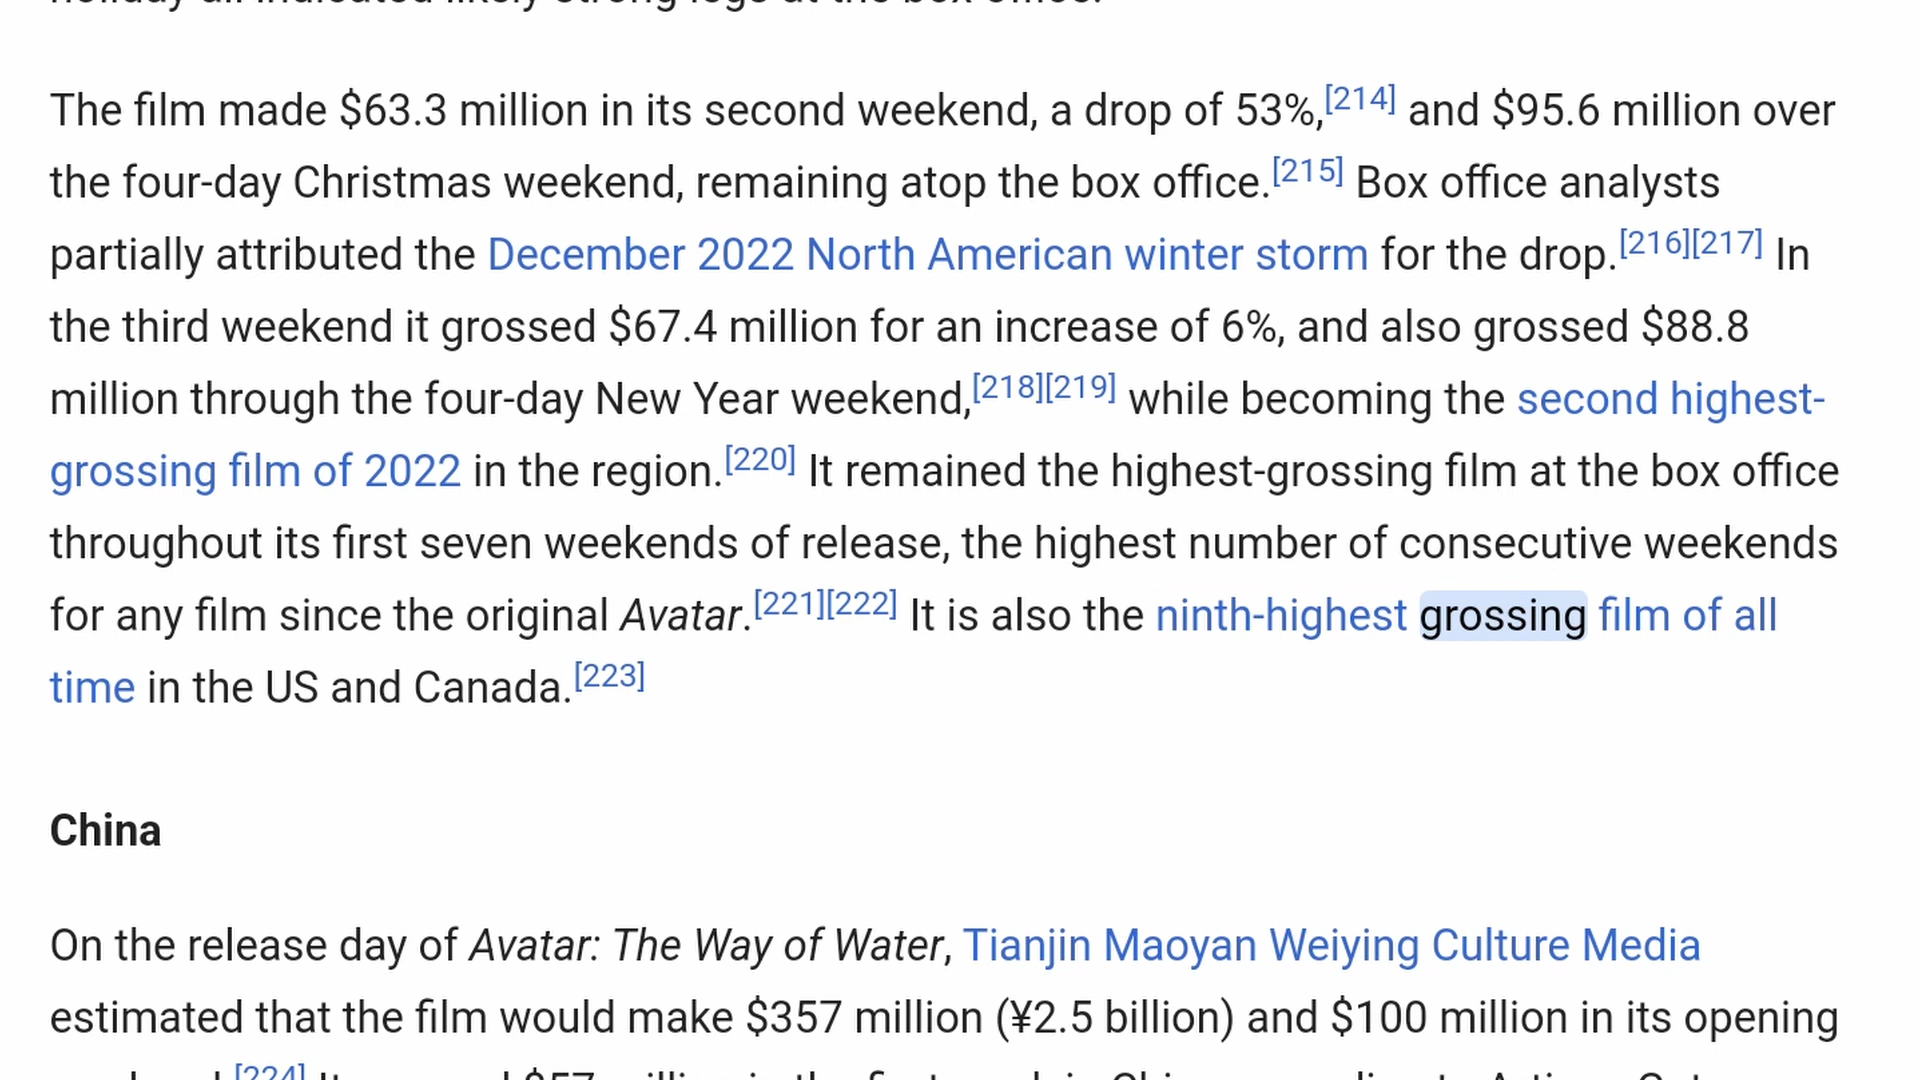 The film made $63.3 million in its second weekend, a drop of 53%,[214] and $95.6 million over
the four-day Christmas weekend, remaining atop the box office.[215] Box office analysts
partially attributed the December 2022 North American winter storm for the drop.[216][217] In
the third weekend it grossed $67.4 million for an increase of 6%, and also grossed $88.8
million through the four-day New Year weekend,[218][219] while becoming the second highest-
grossing film of 2022 in the region.[220] It remained the highest-grossing film at the box office
throughout its first seven weekends of release, the highest number of consecutive weekends
for any film since the original Avatar.[221][222] It is also the ninth-highest grossing film of all
time in the US and Canada.[223]
China
On the release day of Avatar: The Way of Water, Tianjin Maoyan Weiying Culture Media
estimated that the film would make $357 million (¥2.5 billion) and $100 million in its opening